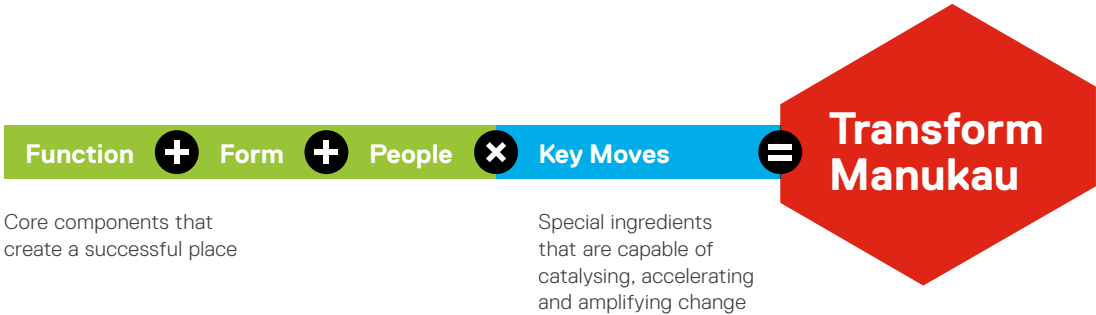 Function + Form + People × Key Moves =
Transform
Manukau
Core components that
create a successful place
Special ingredients
that are capable of
catalysing, accelerating
and amplifying change